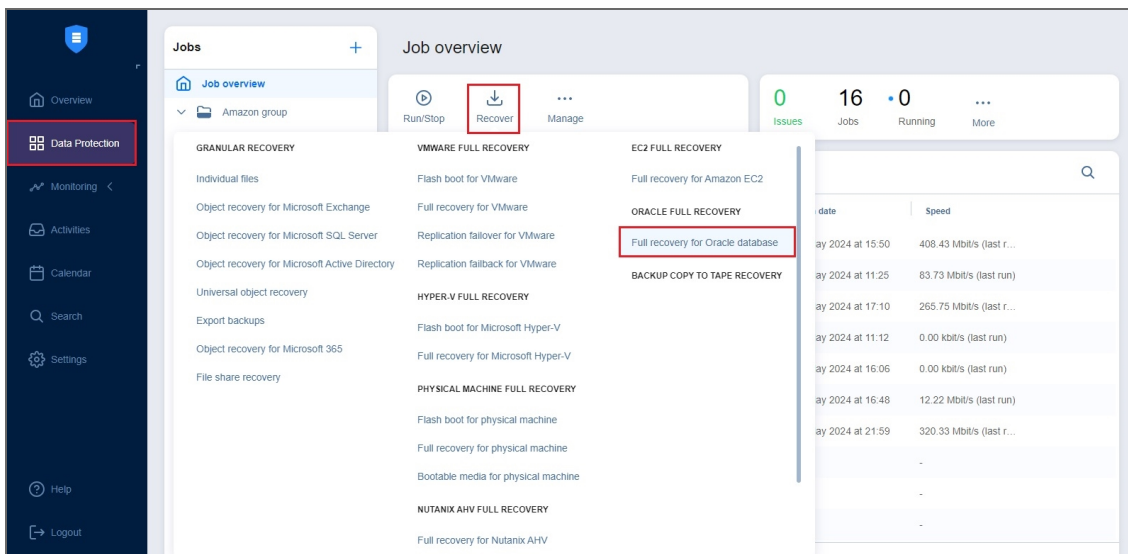 Overview
Data Protection
Monitoring
Activities
Calendar
Search
Settings
Help
Logout
Jobs
Job overview
Amazon group
Job overview
Run/Stop
Recover
Manage
0
Issues
16
Jobs
0
Running
More
GRANULAR RECOVERY
Individual files
Object recovery for Microsoft Exchange
Object recovery for Microsoft SQL Server
Object recovery for Microsoft Active Directory
Universal object recovery
Export backups
Object recovery for Microsoft 365
File share recovery
VMWARE FULL RECOVERY
Flash boot for VMware
Full recovery for VMware
Replication failover for VMware
Replication failback for VMware
HYPER-V FULL RECOVERY
Flash boot for Microsoft Hyper-V
Full recovery for Microsoft Hyper-V
PHYSICAL MACHINE FULL RECOVERY
Flash boot for physical machine
Full recovery for physical machine
Bootable media for physical machine
NUTANIX AHV FULL RECOVERY
Full recovery for Nutanix AHV
EC2 FULL RECOVERY
Full recovery for Amazon EC2
ORACLE FULL RECOVERY
Full recovery for Oracle database
BACKUP COPY TO TAPE RECOVERY
date Speed
ay 2024 at 15:50 408.43 Mbit/s (last r...
ay 2024 at 11:25 83.73 Mbit/s (last run)
ay 2024 at 17:10 265.75 Mbit/s (last r...
ay 2024 at 11:12 0.00 kbit/s (last run)
ay 2024 at 16:06 0.00 kbit/s (last run)
ay 2024 at 16:48 12.22 Mbit/s (last run)
ay 2024 at 21:59 320.33 Mbit/s (last r...
-
-
-